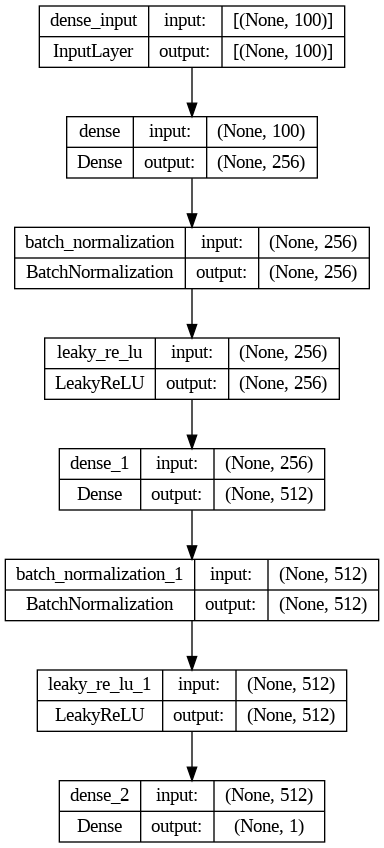 dense_input input: [(None, 100)]
InputLayer output: [(None, 100)]
dense input: (None, 100)
Dense output: (None, 256)
batch_normalization input: (None, 256)
BatchNormalization output: (None, 256)
leaky_re_lu input: (None, 256)
LeakyReLU output: (None, 256)
dense_1 input: (None, 256)
Dense output: (None, 512)
batch_normalization_1 input: (None, 512)
BatchNormalization output: (None, 512)
leaky_re_lu_1 input: (None, 512)
LeakyReLU output: (None, 512)
dense_2 input: (None, 512)
Dense output: (None, 1)